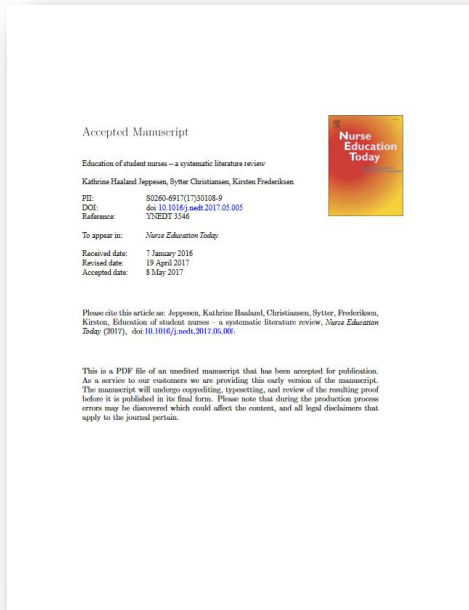 Accepted Manuscript
Nurse
Education
Today
Education of student nurses – a systematic literature review
Kathrine Haaland Jeppesen, Sytter Christiansen, Kirsten Frederiksen
PII: S0260-6917(17)30108-9
DOI: doi:10.1016/j.nedt.2017.05.005
Reference: YNEDT 3546
To appear in: Nurse Education Today
Received date: 7 January 2016
Revised date: 19 April 2017
Accepted date: 8 May 2017
Please cite this article as: Jeppesen, Kathrine Haaland, Christiansen, Sytter, Frederiksen,
Kirsten, Education of student nurses – a systematic literature review, Nurse Education
Today (2017), doi:10.1016/j.nedt.2017.05.00
This is a PDF file of an unedited manuscript that has been accepted for publication.
As a service to our customers we are providing this early version of the manuscript.
The manuscript will undergo copyediting, typesetting, and review of the resulting proof
before it is published in its final form. Please note that during the production process
errors may be discovered which could affect the content, and all legal disclaimers that
apply to the journal pertain.